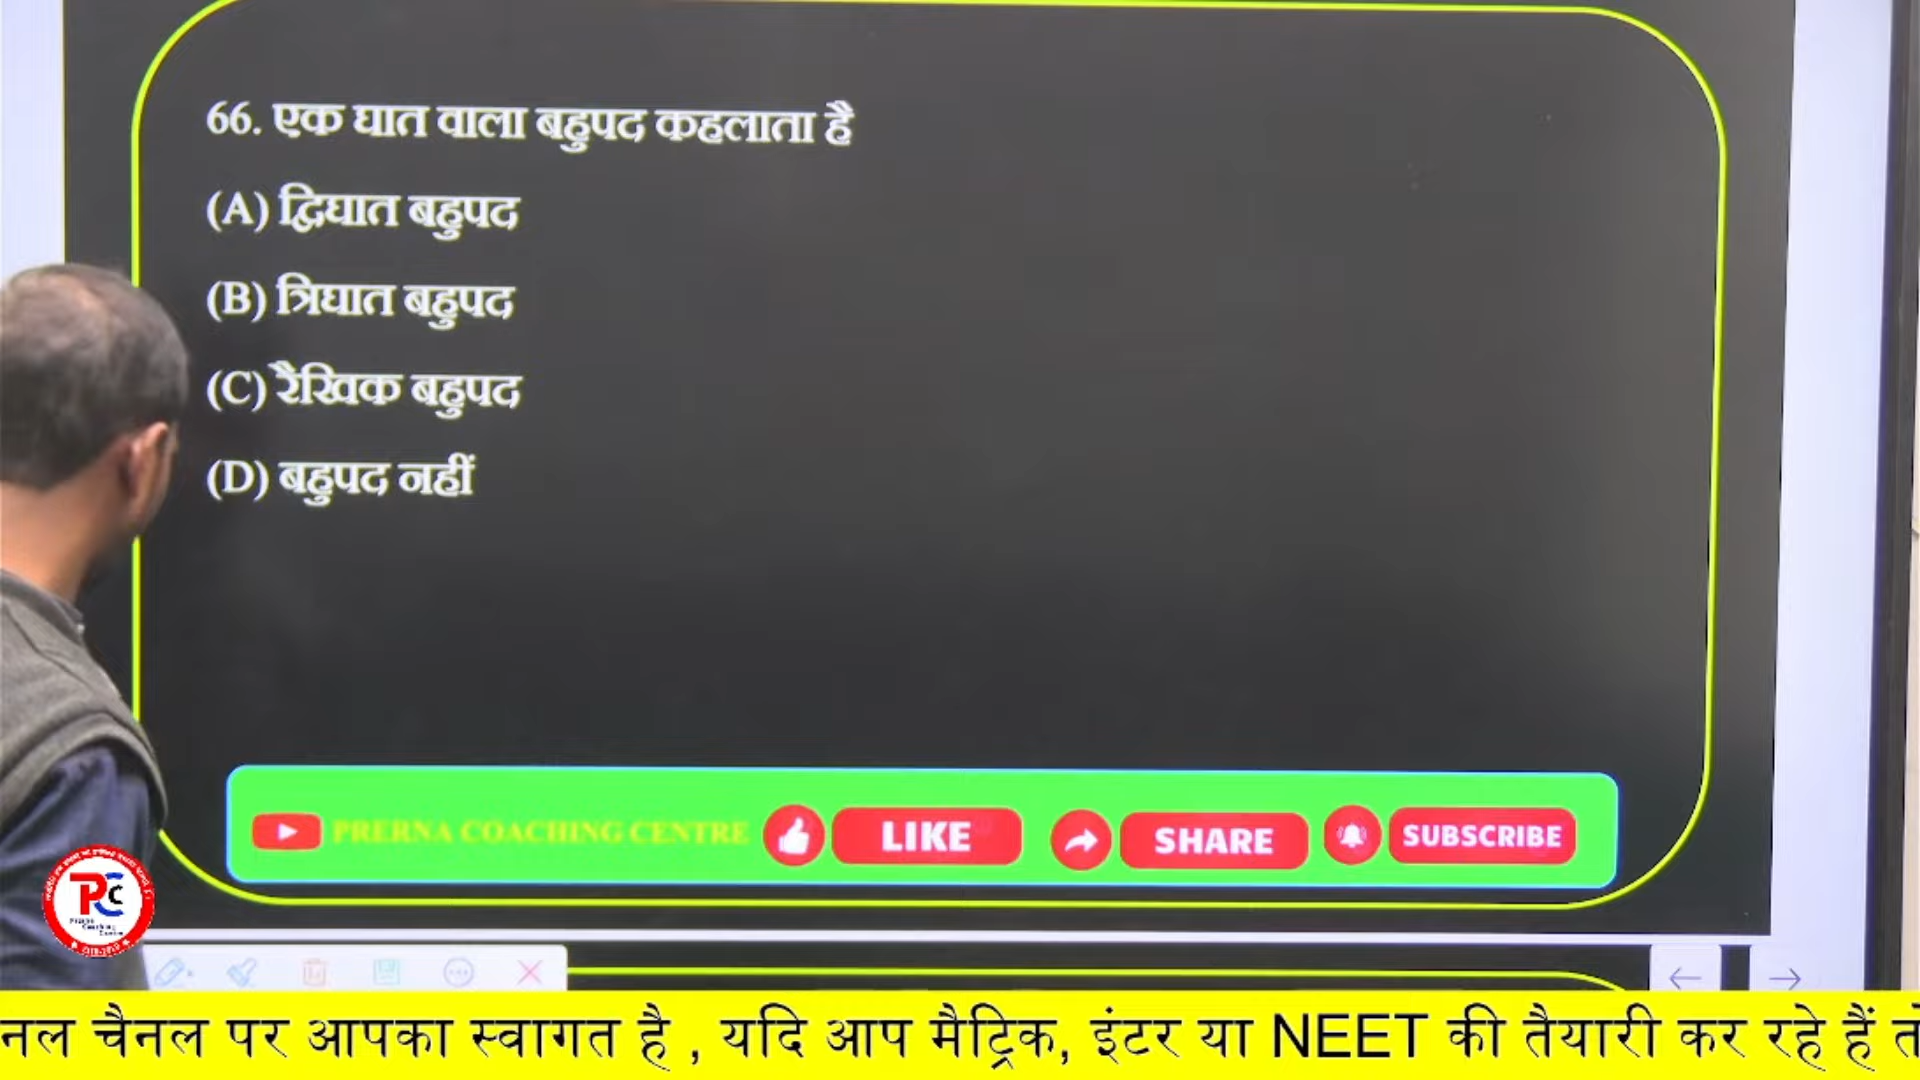 66. एक घात वाला बहुपद कहलाता है
(A) द्विघात बहुपद
(B) त्रिघात बहुपद
(C) रैखिक बहुपद
(D) बहुपद नहीं
PRERNA COACHING CENTRE LIKE SHARE SUBSCRIBE
PCC
नल चैनल पर आपका स्वागत है , यदि आप मैट्रिक, इंटर या NEET की तैयारी कर रहे हैं तो